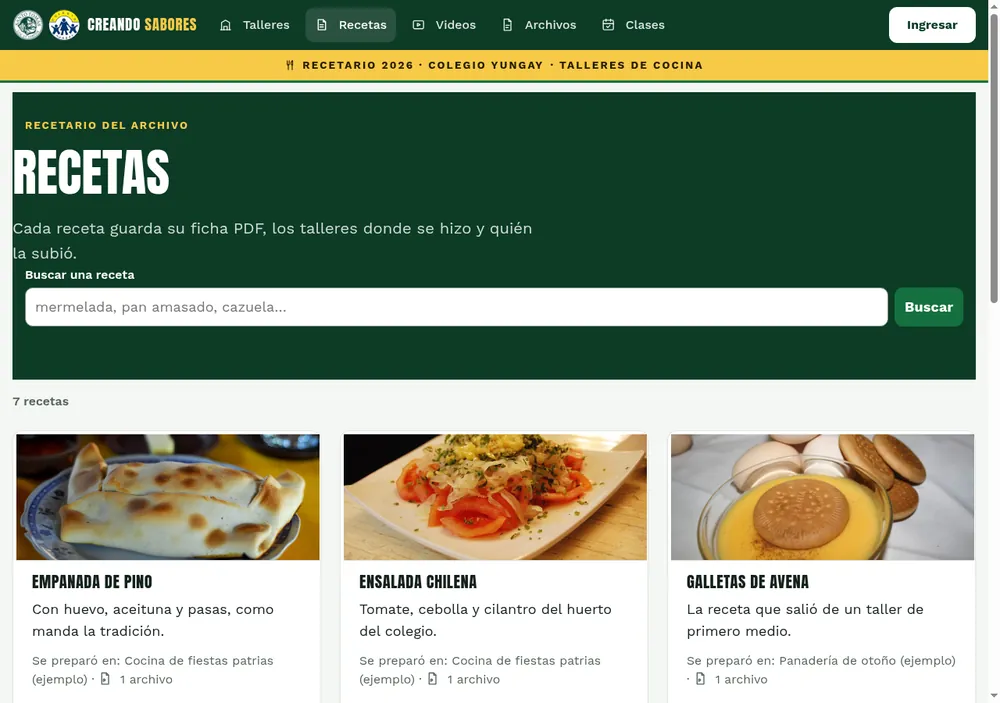 CREANDO SABORES
Talleres
Recetas
Videos
Archivos
Clases
Ingresar
RECETARIO 2026 · COLEGIO YUNGAY · TALLERES DE COCINA
RECETARIO DEL ARCHIVO
RECETAS
Cada receta guarda su ficha PDF, los talleres donde se hizo y quién
la subió.
Buscar una receta
mermelada, pan amasado, cazuela...
Buscar
7 recetas
EMPANADA DE PINO
Con huevo, aceituna y pasas, como
manda la tradición.
Se preparó en: Cocina de fiestas patrias
(ejemplo) · 1 archivo
ENSALADA CHILENA
Tomate, cebolla y cilantro del huerto
del colegio.
Se preparó en: Cocina de fiestas patrias
(ejemplo) · 1 archivo
GALLETAS DE AVENA
La receta que salió de un taller de
primero medio.
Se preparó en: Panadería de otoño (ejemplo)
· 1 archivo